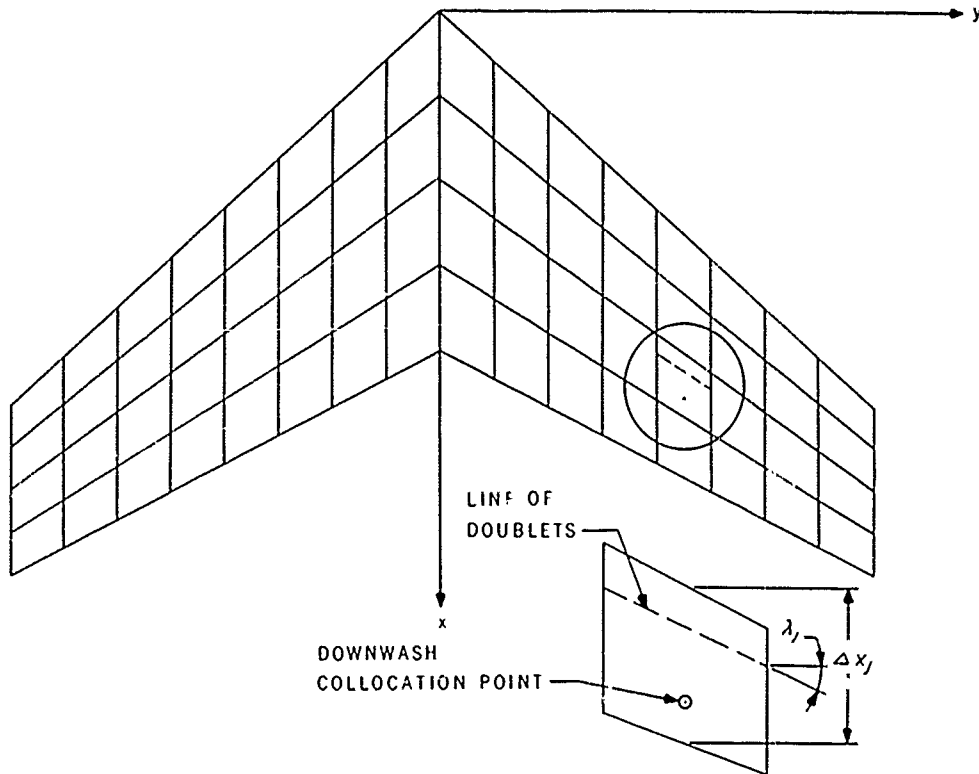 y
LINE OF
DOUBLETS
x
DOWNWASH
COLLOCATION POINT
λj
Δxj